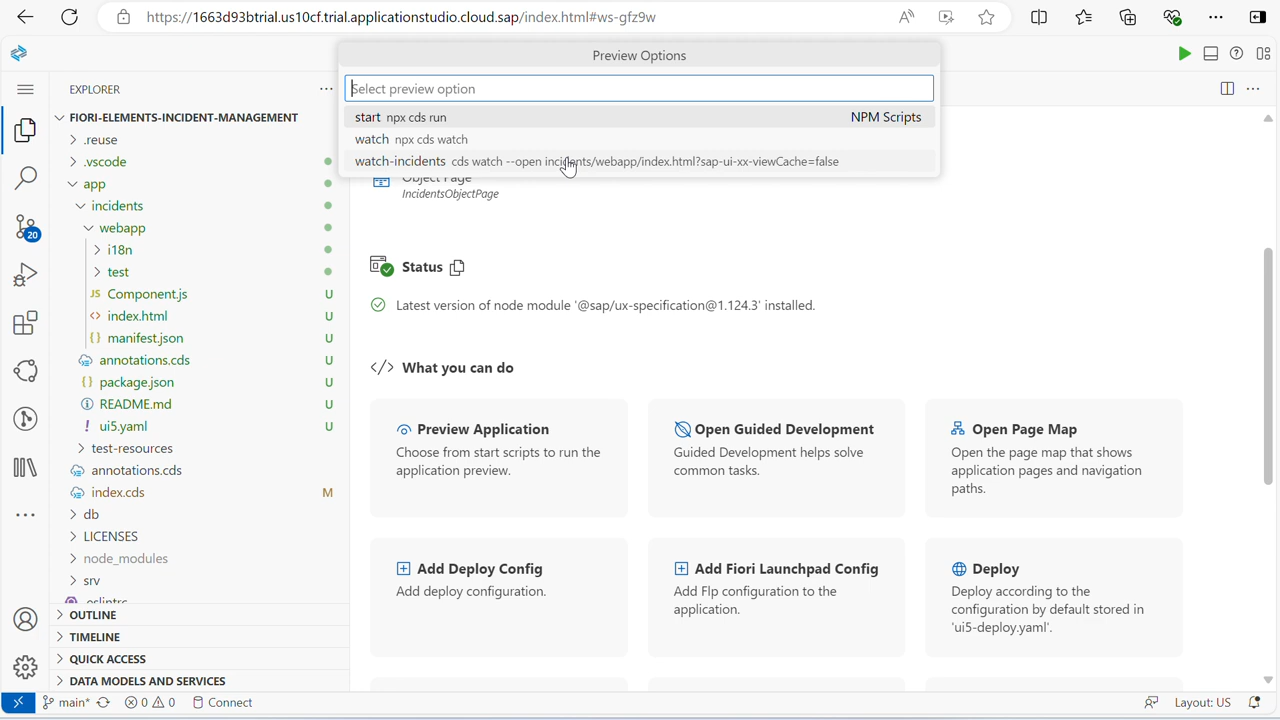 https://1663d93btrial.us10cf.trial.applicationstudio.cloud.sap/index.html#ws-gfz9w
Preview Options
EXPLORER
Select preview option
FIORI-ELEMENTS-INCIDENT-MANAGEMENT
start npx cds run NPM Scripts
.reuse
watch npx cds watch
.vscode
watch-incidents cds watch --open incidents/webapp/index.html?sap-ui-xx-viewCache=false
app
Object Page
IncidentsObjectPage
incidents
webapp
20
i18n
test
Status
JS Component.js U
index.html U
Latest version of node module '@sap/ux-specification@1.124.3' installed.
manifest.json U
annotations.cds U
What you can do
package.json U
README.md U
ui5.yaml U
test-resources
annotations.cds
index.cds M
db
LICENSES
node_modules
srv
Preview Application
Choose from start scripts to run the
application preview.
Open Guided Development
Guided Development helps solve
common tasks.
Open Page Map
Open the page map that shows
application pages and navigation
paths.
Add Deploy Config
Add deploy configuration.
Add Fiori Launchpad Config
Add Flp configuration to the
application.
Deploy
Deploy according to the
configuration by default stored in
'ui5-deploy.yaml'.
OUTLINE
TIMELINE
QUICK ACCESS
DATA MODELS AND SERVICES
main* 0 0 Connect Layout: US